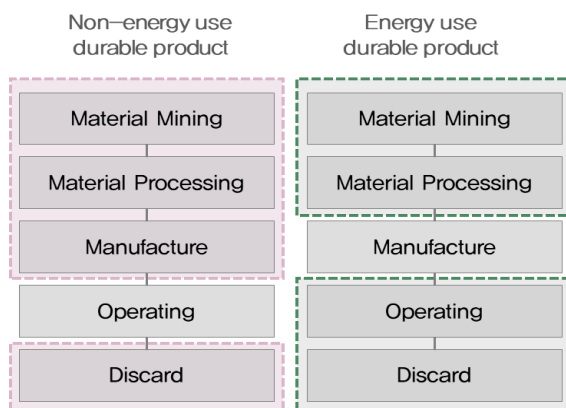 Non-energy use
durable product
Material Mining
Material Processing
Manufacture
Operating
Discard
Energy use
durable product
Material Mining
Material Processing
Manufacture
Operating
Discard